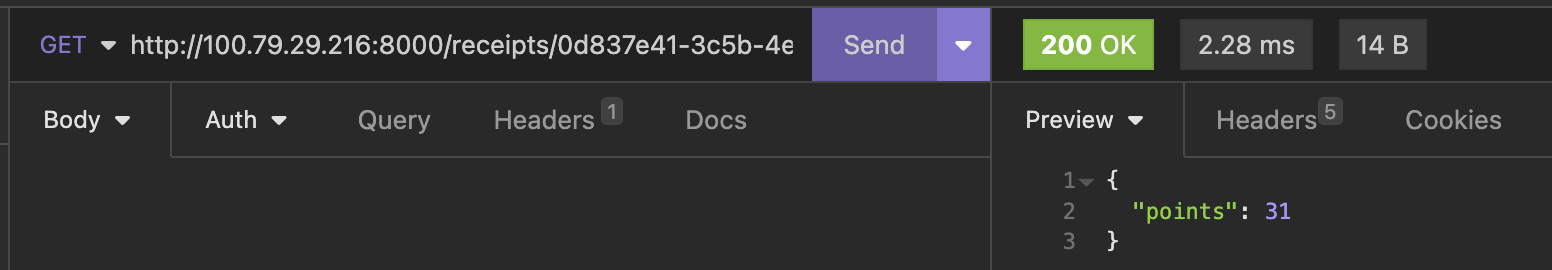 GET http://100.79.29.216:8000/receipts/0d837e41-3c5b-4e Send 200 OK 2.28 ms 14 B
Body Auth Query Headers 1 Docs Preview Headers 5 Cookies
1 {
2 "points": 31
3 }